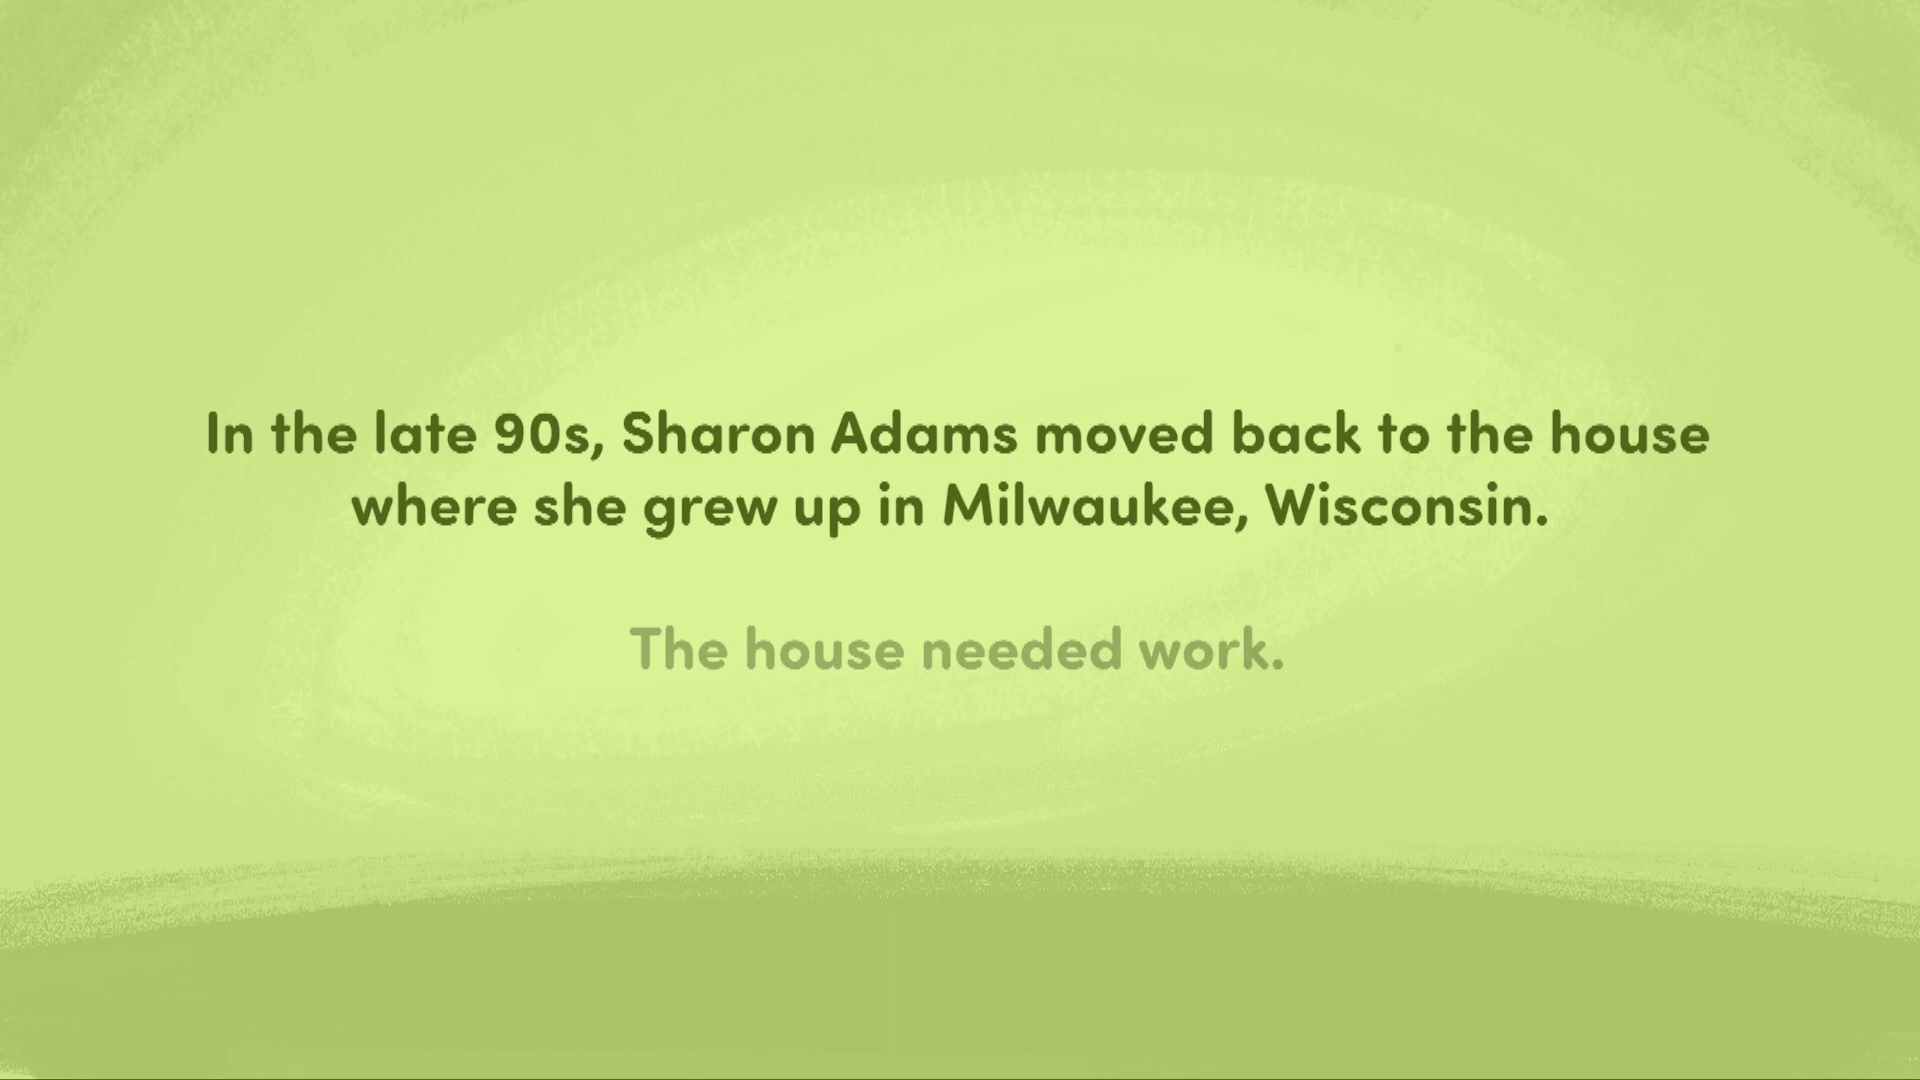 In the late 90s, Sharon Adams moved back to the house
where she grew up in Milwaukee, Wisconsin.
The house needed work.